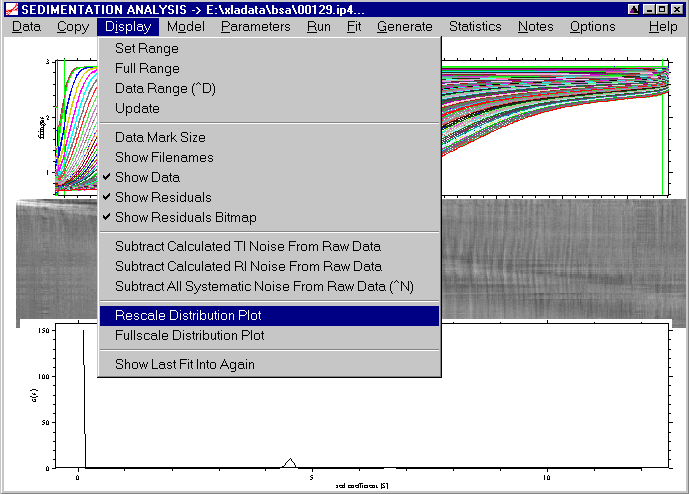 SEDIMENTATION ANALYSIS -> E:\xladata\bsa\00129.ip4...
Data Copy Display Model Parameters Run Fit Generate Statistics Notes Options Help
Set Range
Full Range
Data Range (^D)
Update
Data Mark Size
Show Filenames
Show Data
Show Residuals
Show Residuals Bitmap
Subtract Calculated TI Noise From Raw Data
Subtract Calculated RI Noise From Raw Data
Subtract All Systematic Noise From Raw Data (^N)
Rescale Distribution Plot
Fullscale Distribution Plot
Show Last Fit Into Again
3
2
1
fringes
150
100
50
0
c(s)
0 5 10
sed coefficient [S]